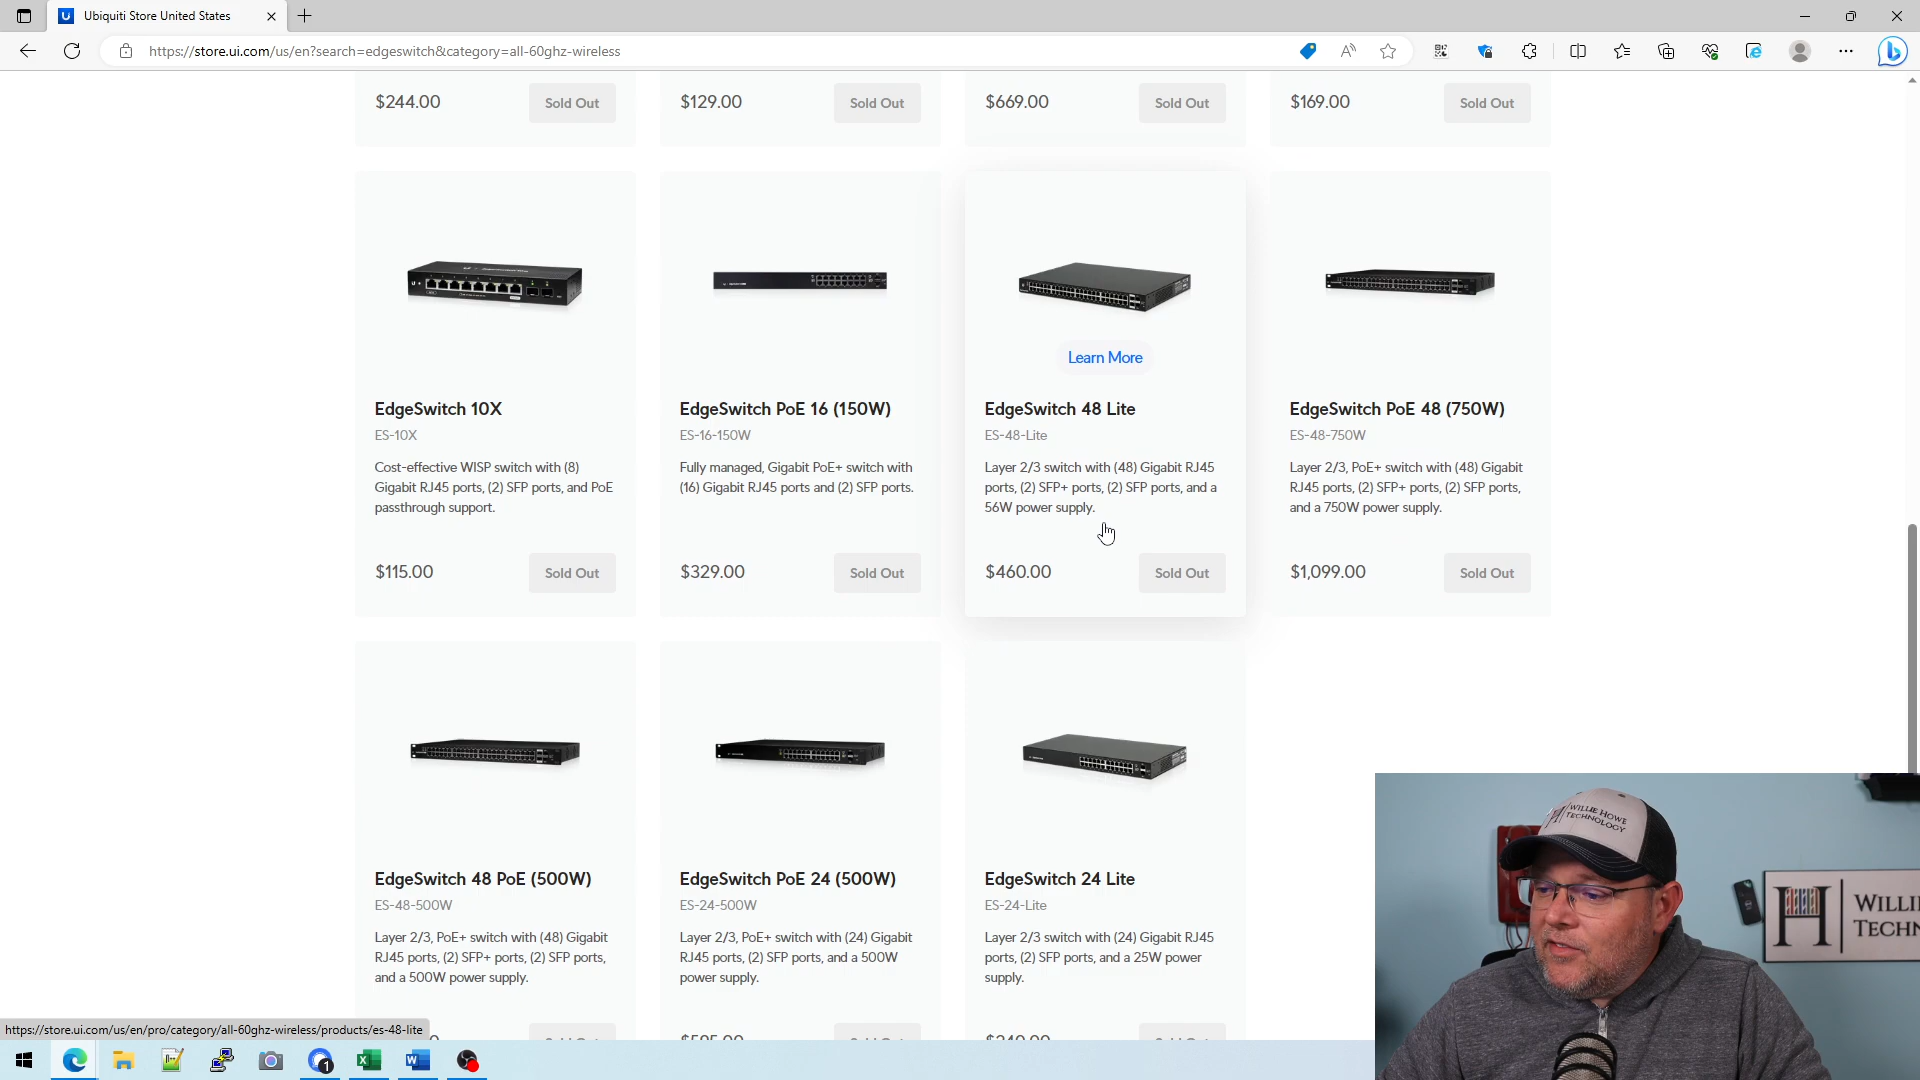 Ubiquiti Store United States
https://store.ui.com/us/en?search=edgeswitch&category=all-60ghz-wireless
$244.00
Sold Out
$129.00
Sold Out
$669.00
Sold Out
$169.00
Sold Out
EdgeSwitch 10X
ES-10X
Cost-effective WISP switch with (8)
Gigabit RJ45 ports, (2) SFP ports, and PoE
passthrough support.
$115.00
Sold Out
EdgeSwitch PoE 16 (150W)
ES-16-150W
Fully managed, Gigabit PoE+ switch with
(16) Gigabit RJ45 ports and (2) SFP ports.
$329.00
Sold Out
Learn More
EdgeSwitch 48 Lite
ES-48-Lite
Layer 2/3 switch with (48) Gigabit RJ45
ports, (2) SFP+ ports, (2) SFP ports, and a
56W power supply.
$460.00
Sold Out
EdgeSwitch PoE 48 (750W)
ES-48-750W
Layer 2/3, PoE+ switch with (48) Gigabit
RJ45 ports, (2) SFP+ ports, (2) SFP ports,
and a 750W power supply.
$1,099.00
Sold Out
EdgeSwitch 48 PoE (500W)
ES-48-500W
Layer 2/3, PoE+ switch with (48) Gigabit
RJ45 ports, (2) SFP+ ports, (2) SFP ports,
and a 500W power supply.
EdgeSwitch PoE 24 (500W)
ES-24-500W
Layer 2/3, PoE+ switch with (24) Gigabit
RJ45 ports, (2) SFP ports, and a 500W
power supply.
EdgeSwitch 24 Lite
ES-24-Lite
Layer 2/3 switch with (24) Gigabit RJ45
ports, (2) SFP ports, and a 25W power
supply.
WILLIE HOWE
TECHNOLOGY
WILLI
TECHN
https://store.ui.com/us/en/pro/category/all-60ghz-wireless/products/es-48-lite
1